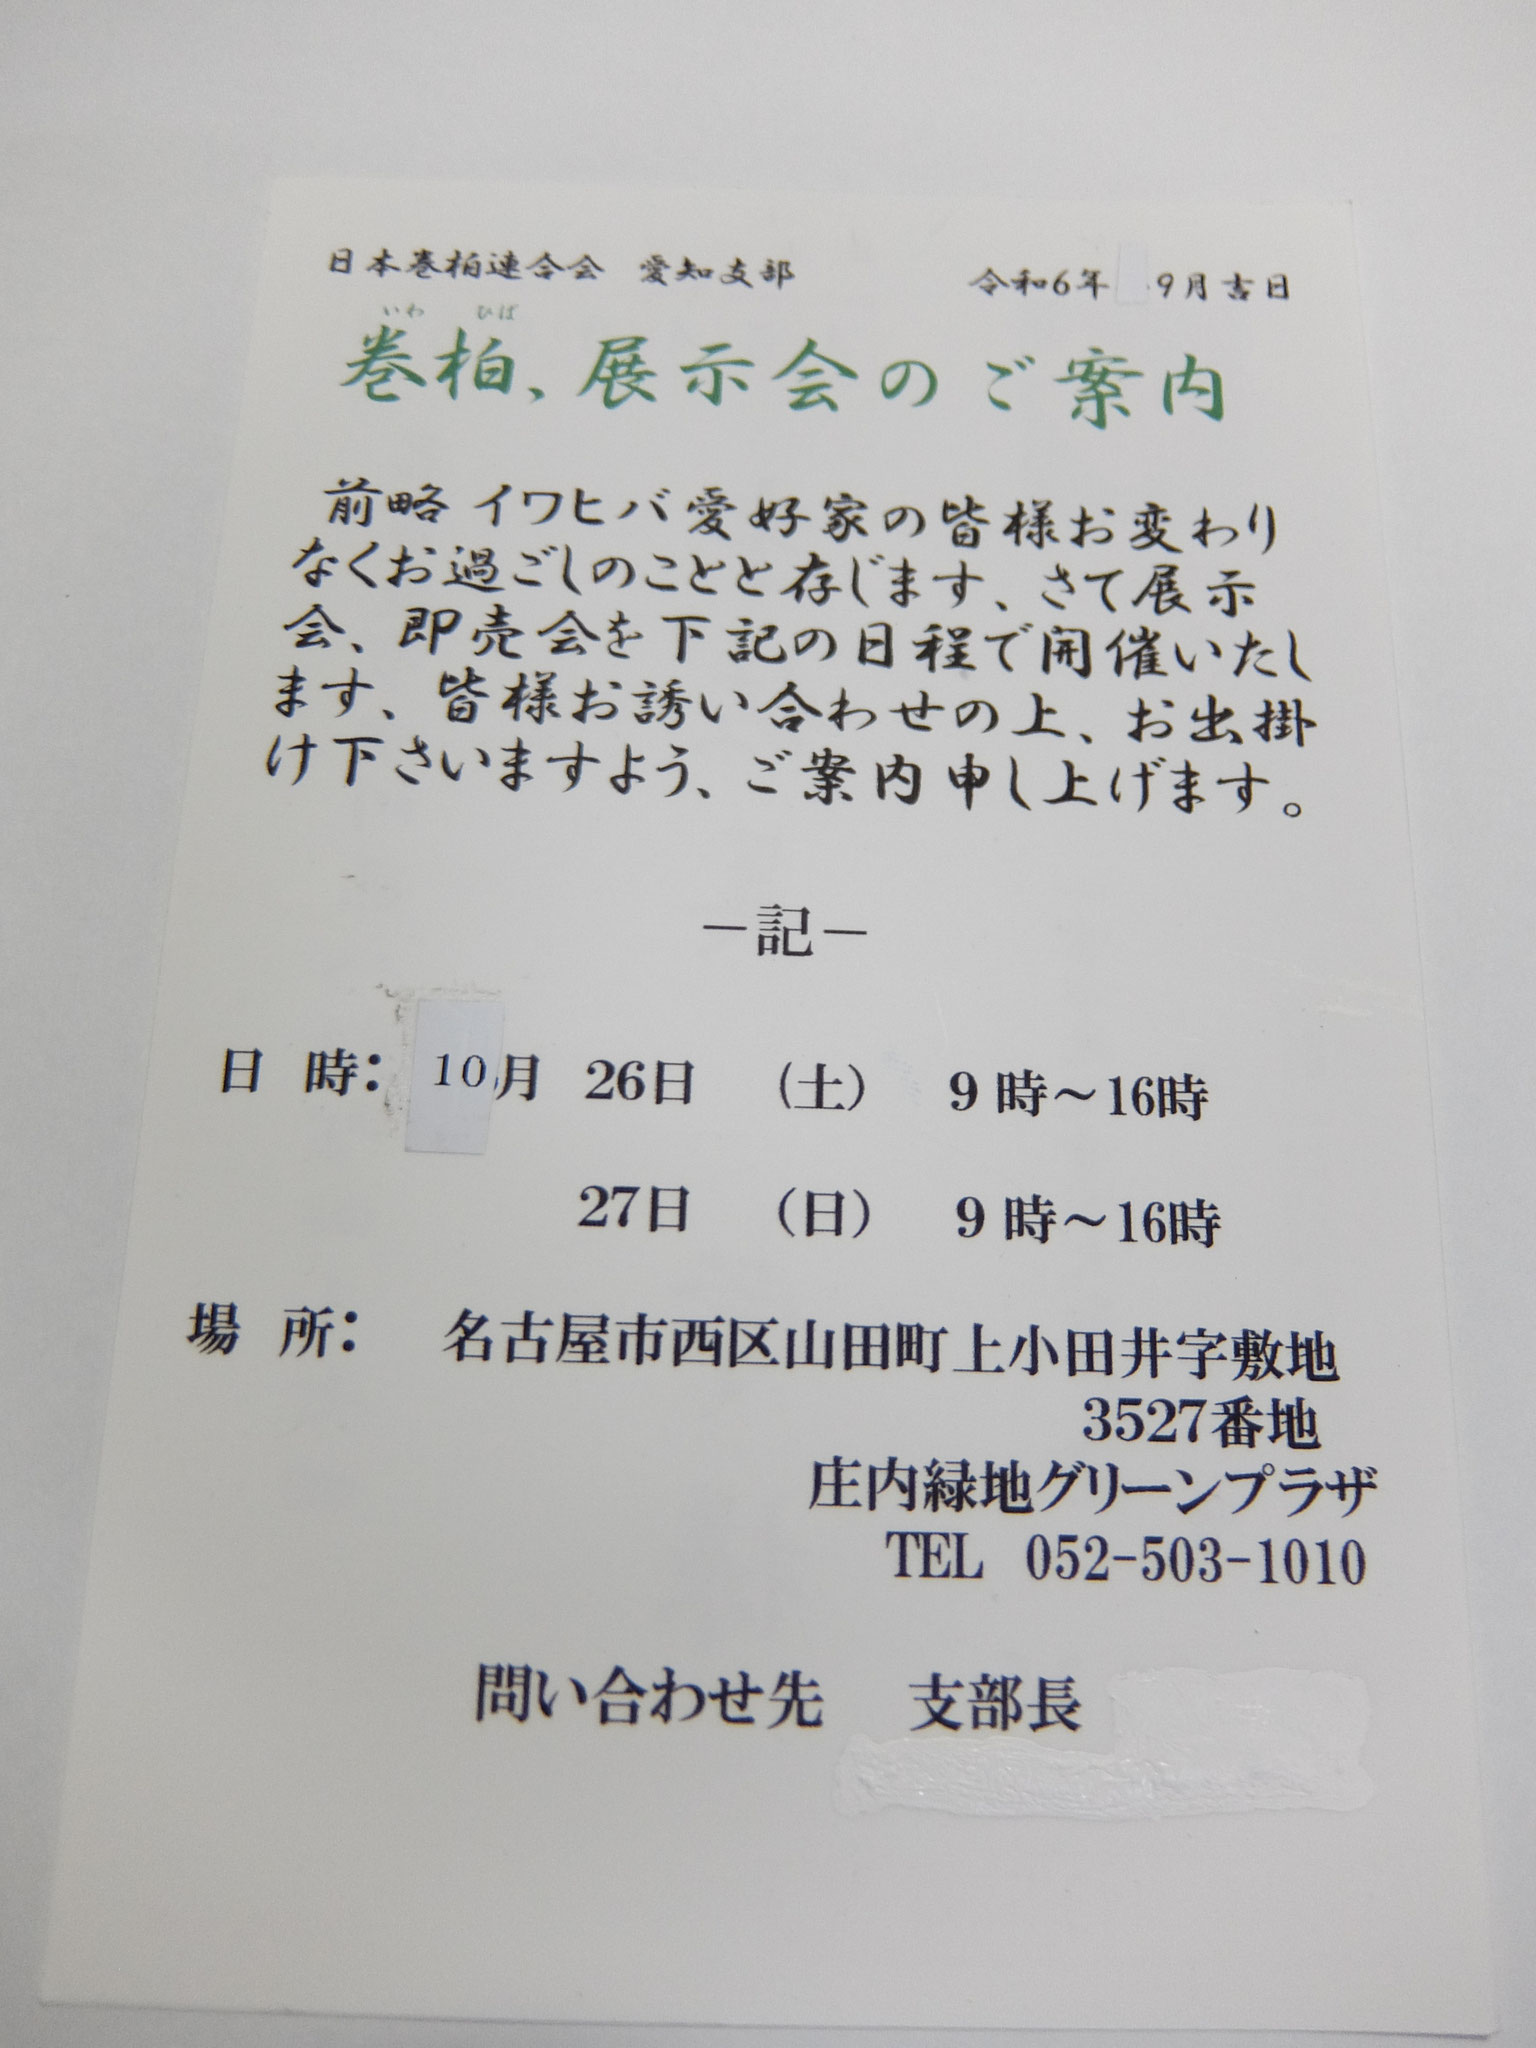 日本巻柏連合会 愛知支部 令和6年 9月吉日
いわ ひば
巻柏、展示会のご案内
前略 イワヒバ愛好家の皆様お変わり
なくお過ごしのことと存じます、さて展示
会、即売会を下記の日程で開催いたし
ます、皆様お誘い合わせの上、お出掛
け下さいますよう、ご案内申し上げます。
－記－
日 時： 10月 26日 （土） 9 時～16時
27日 （日） 9 時～16時
場 所： 名古屋市西区山田町上小田井字敷地
3527番地
庄内緑地グリーンプラザ
TEL 052-503-1010
問い合わせ先 支部長